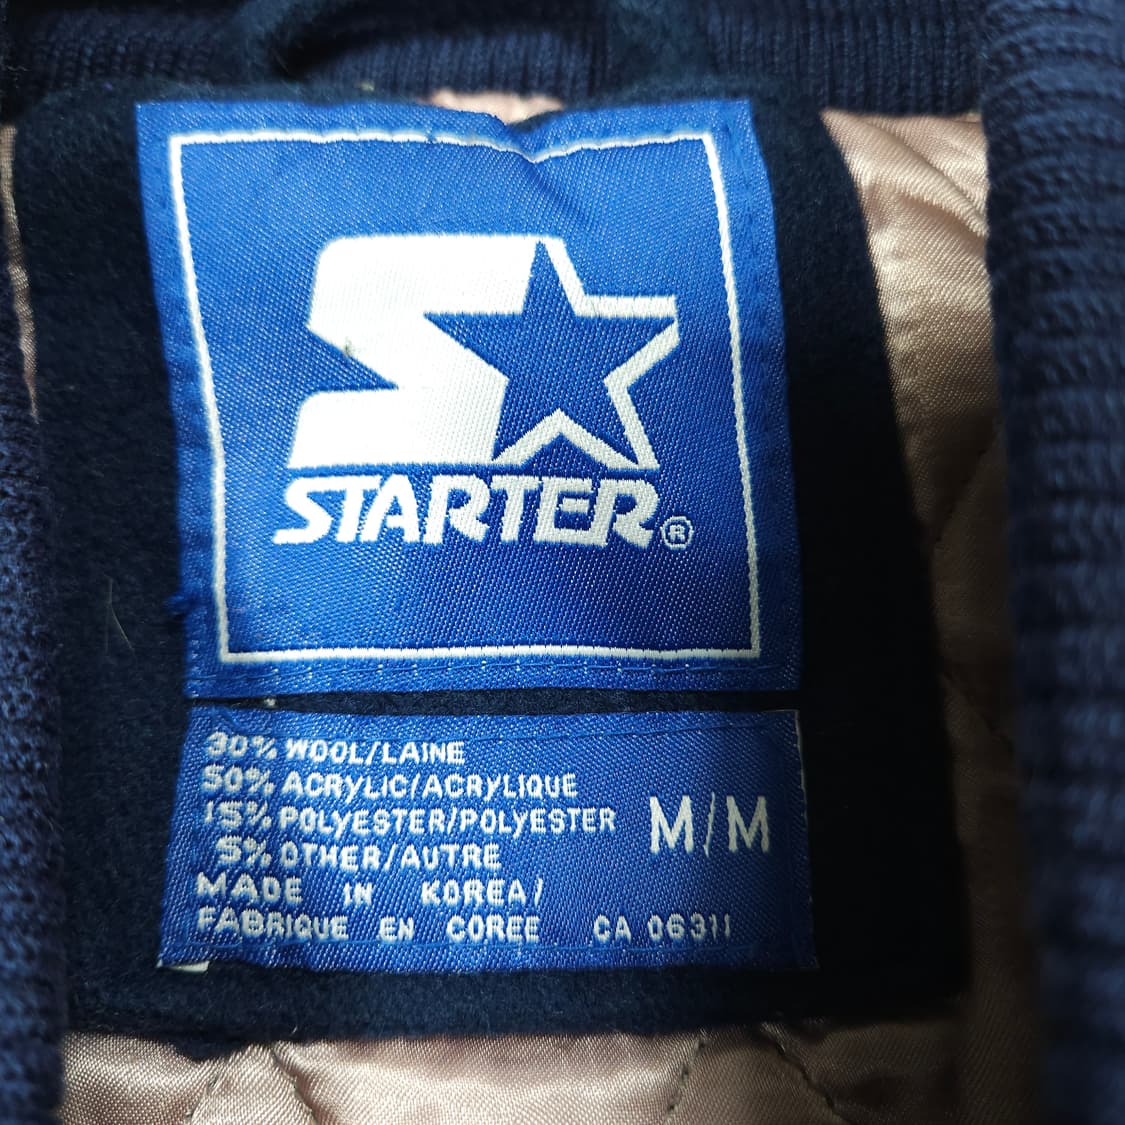 STARTER®
30% WOOL/LAINE
50% ACRYLIC/ACRYLIQUE
15% POLYESTER/POLYESTER
5% OTHER/AUTRE
M/M
MADE IN KOREA/
FABRIQUE EN COREE CA 06311